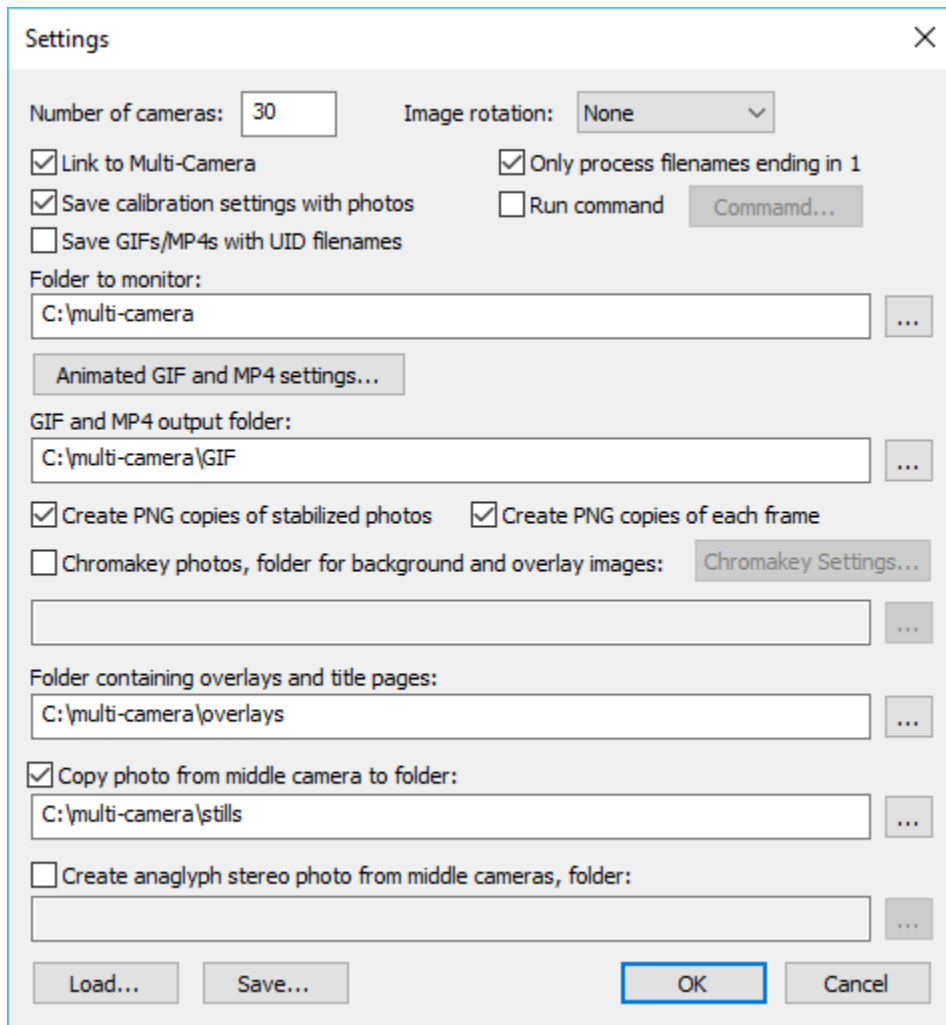 Settings
Number of cameras: 30 Image rotation: None
Link to Multi-Camera Only process filenames ending in 1
Save calibration settings with photos Run command Commamd...
Save GIFs/MP4s with UID filenames
Folder to monitor:
C:\multi-camera ...
Animated GIF and MP4 settings...
GIF and MP4 output folder:
C:\multi-camera\GIF ...
Create PNG copies of stabilized photos Create PNG copies of each frame
Chromakey photos, folder for background and overlay images: Chromakey Settings...
...
Folder containing overlays and title pages:
C:\multi-camera\overlays ...
Copy photo from middle camera to folder:
C:\multi-camera\stills ...
Create anaglyph stereo photo from middle cameras, folder:
...
Load... Save... OK Cancel